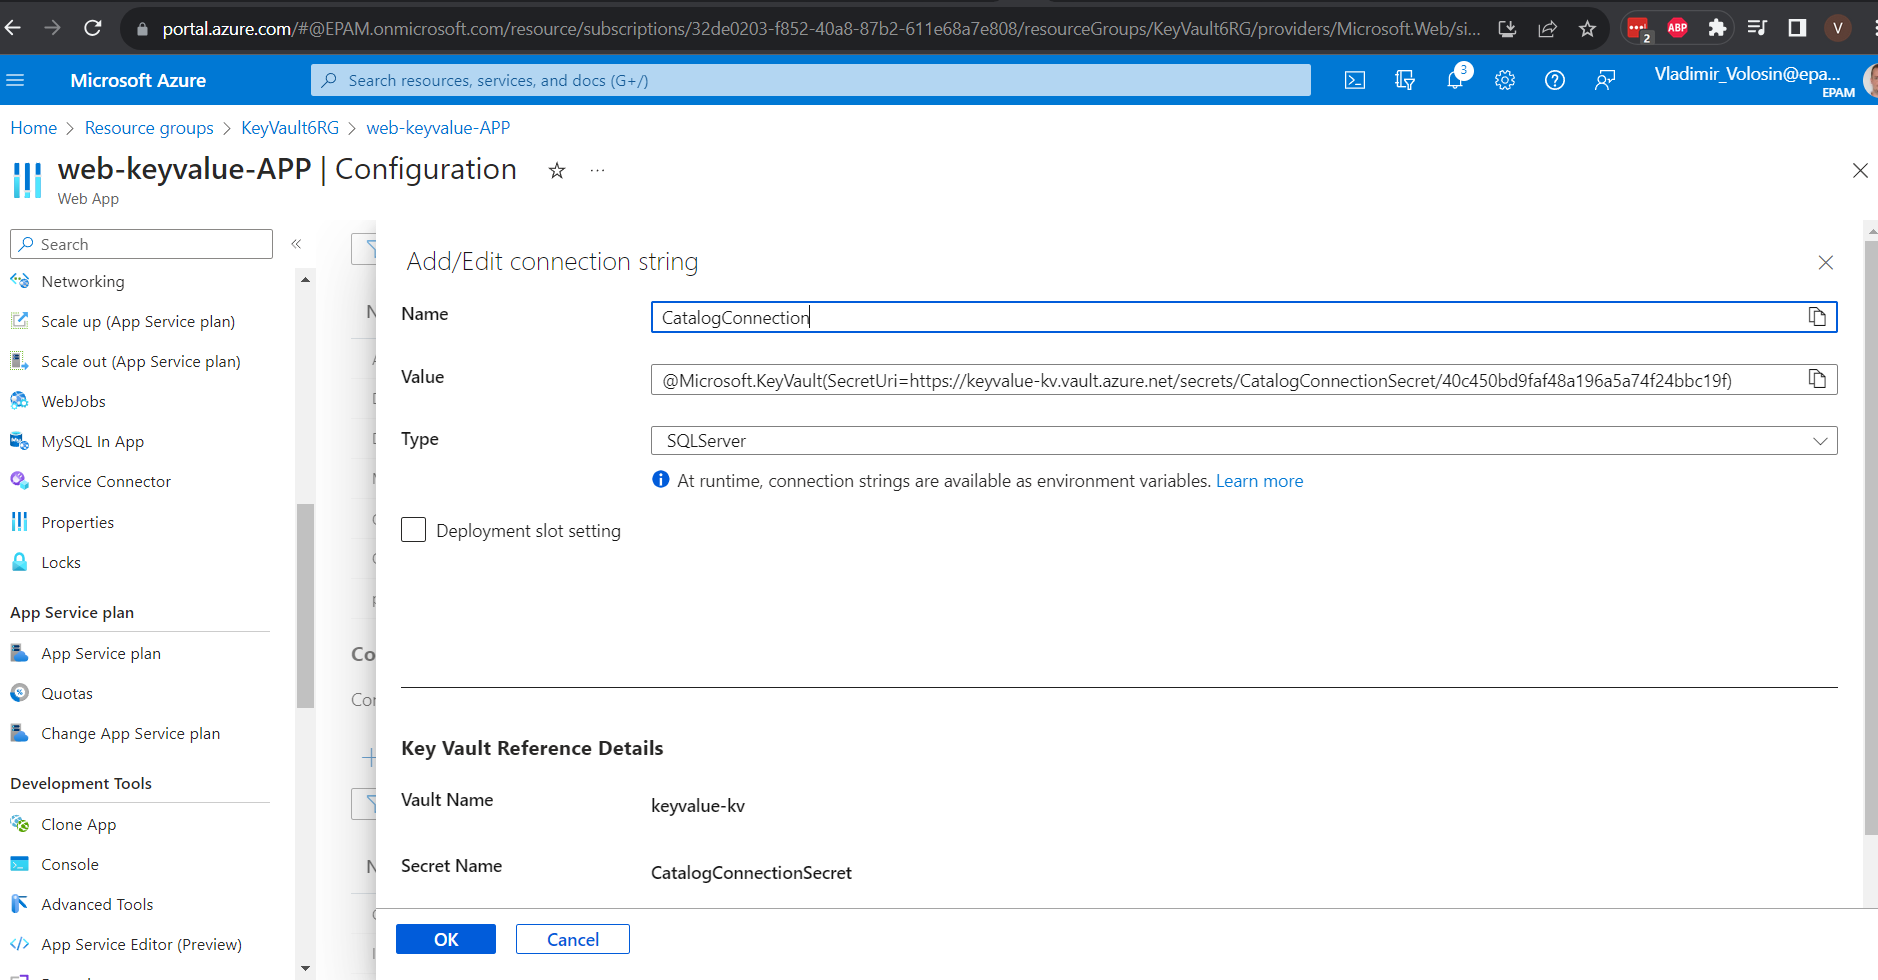 portal.azure.com/#@EPAM.onmicrosoft.com/resource/subscriptions/32de0203-f852-40a8-87b2-611e68a7e808/resourceGroups/KeyVault6RG/providers/Microsoft.Web/si...
2
ABP
V
Microsoft Azure
Search resources, services, and docs (G+/)
3
Vladimir_Volosin@epa...
EPAM
Home > Resource groups > KeyVault6RG > web-keyvalue-APP
web-keyvalue-APP | Configuration
Web App
Search
Networking
Scale up (App Service plan)
Scale out (App Service plan)
WebJobs
MySQL In App
Service Connector
Properties
Locks
App Service plan
App Service plan
Quotas
Change App Service plan
Development Tools
Clone App
Console
Advanced Tools
App Service Editor (Preview)
Add/Edit connection string
Name
CatalogConnection
Value
@Microsoft.KeyVault(SecretUri=https://keyvalue-kv.vault.azure.net/secrets/CatalogConnectionSecret/40c450bd9faf48a196a5a74f24bbc19f)
Type
SQLServer
At runtime, connection strings are available as environment variables. Learn more
Deployment slot setting
Key Vault Reference Details
Vault Name
keyvalue-kv
Secret Name
CatalogConnectionSecret
OK
Cancel